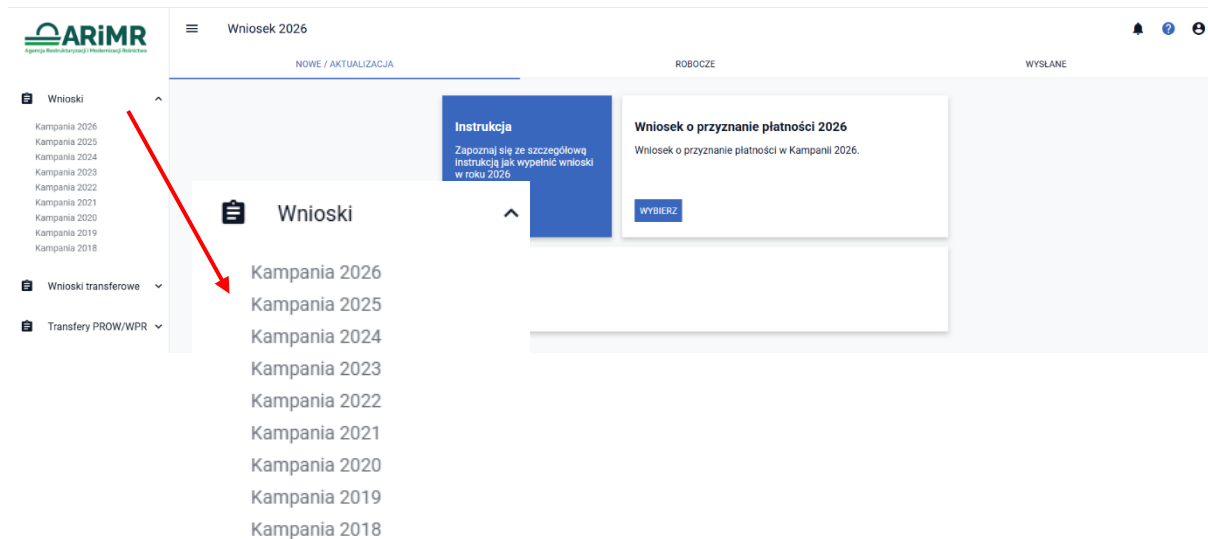 ARiMR
Agencja Restrukturyzacji i Modernizacji Rolnictwa
Wniosek 2026
NOWE / AKTUALIZACJA
ROBOCZE
WYSŁANE
Wnioski
Kampania 2026
Kampania 2025
Kampania 2024
Kampania 2023
Kampania 2022
Kampania 2021
Kampania 2020
Kampania 2019
Kampania 2018
Wnioski transferowe
Transfery PROW/WPR
Instrukcja
Zapoznaj się ze szczegółową
instrukcją jak wypełnić wnioski
w roku 2026
Wniosek o przyznanie płatności 2026
Wniosek o przyznanie płatności w Kampanii 2026.
WYBIERZ
Wnioski
Kampania 2026
Kampania 2025
Kampania 2024
Kampania 2023
Kampania 2022
Kampania 2021
Kampania 2020
Kampania 2019
Kampania 2018